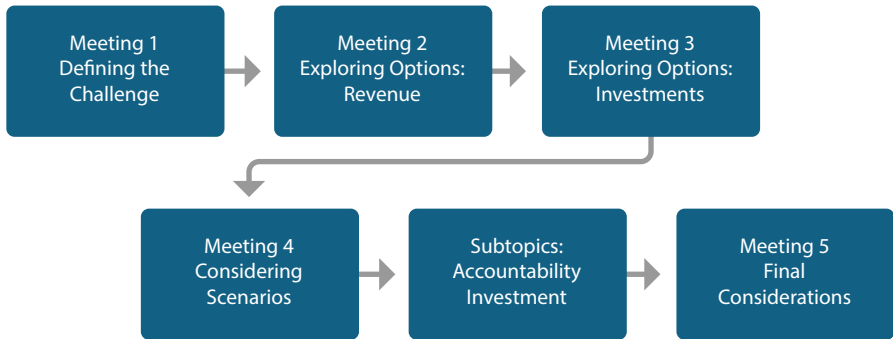 Meeting 1
Defining the
Challenge
Meeting 2
Exploring Options:
Revenue
Meeting 3
Exploring Options:
Investments
Meeting 4
Considering
Scenarios
Subtopics:
Accountability
Investment
Meeting 5
Final
Considerations